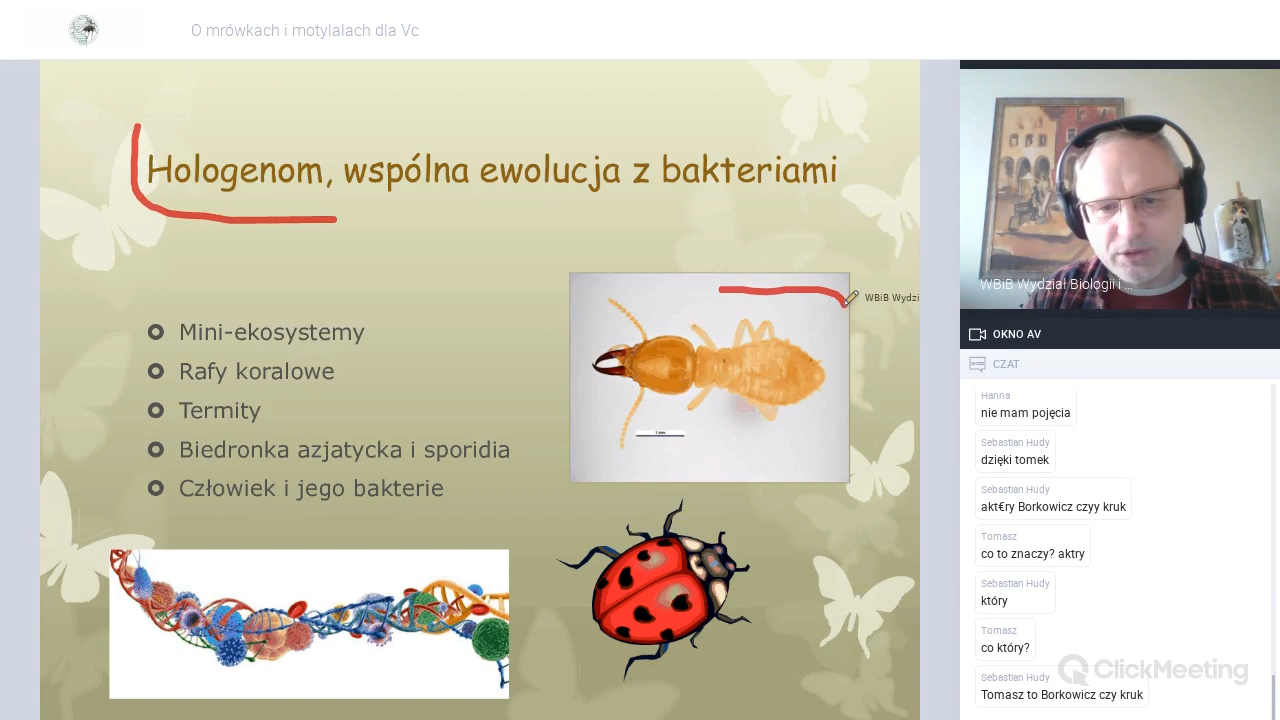 O mrówkach i motylalach dla Vc
Hologenom, wspólna ewolucja z bakteriami
WBiB Wydzi
Mini-ekosystemy
Rafy koralowe
Termity
Biedronka azjatycka i sporidia
Człowiek i jego bakterie
1 mm
WBiB Wydział Biologii i ...
OKNO AV
CZAT
Hanna
nie mam pojęcia
Sebastian Hudy
dzięki tomek
Sebastian Hudy
akt€ry Borkowicz czyy kruk
Tomasz
co to znaczy? aktry
Sebastian Hudy
który
Tomasz
co który?
Sebastian Hudy
Tomasz to Borkowicz czy kruk
ClickMeeting